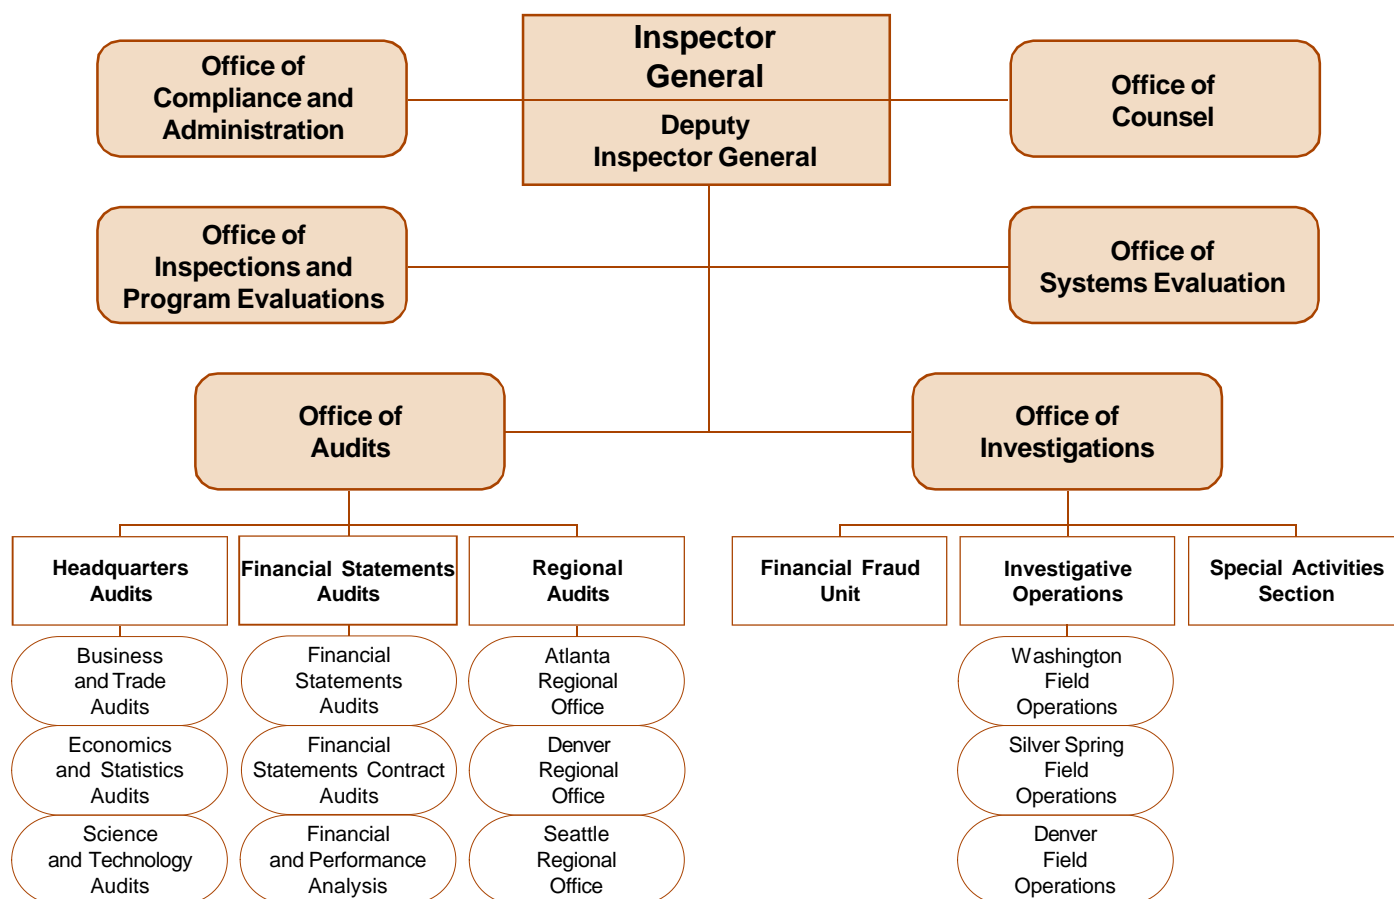 Inspector
General
Deputy
Inspector General
Office of
Compliance and
Administration
Office of
Counsel
Office of
Inspections and
Program Evaluations
Office of
Systems Evaluation
Office of
Audits
Office of
Investigations
Headquarters
Audits
Financial Statements
Audits
Regional
Audits
Financial Fraud
Unit
Investigative
Operations
Special Activities
Section
Business
and Trade
Audits
Financial
Statements
Audits
Atlanta
Regional
Office
Washington
Field
Operations
Economics
and Statistics
Audits
Financial
Statements Contract
Audits
Denver
Regional
Office
Silver Spring
Field
Operations
Science
and Technology
Audits
Financial
and Performance
Analysis
Seattle
Regional
Office
Denver
Field
Operations